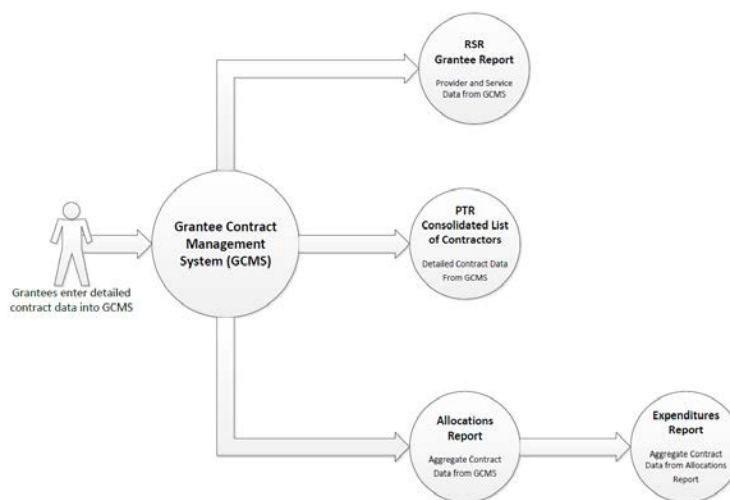 RSR
Grantee Report
Provider and Service
Data from GCMS
Grantee Contract
Management
System (GCMS)
PTR
Consolidated List
of Contractors
Detailed Contract Data
From GCMS
Grantees enter detailed
contract data into GCMS
Allocations
Report
Aggregate Contract
Data from GCMS
Expenditures
Report
Aggregate Contract
Data from Allocations
Report